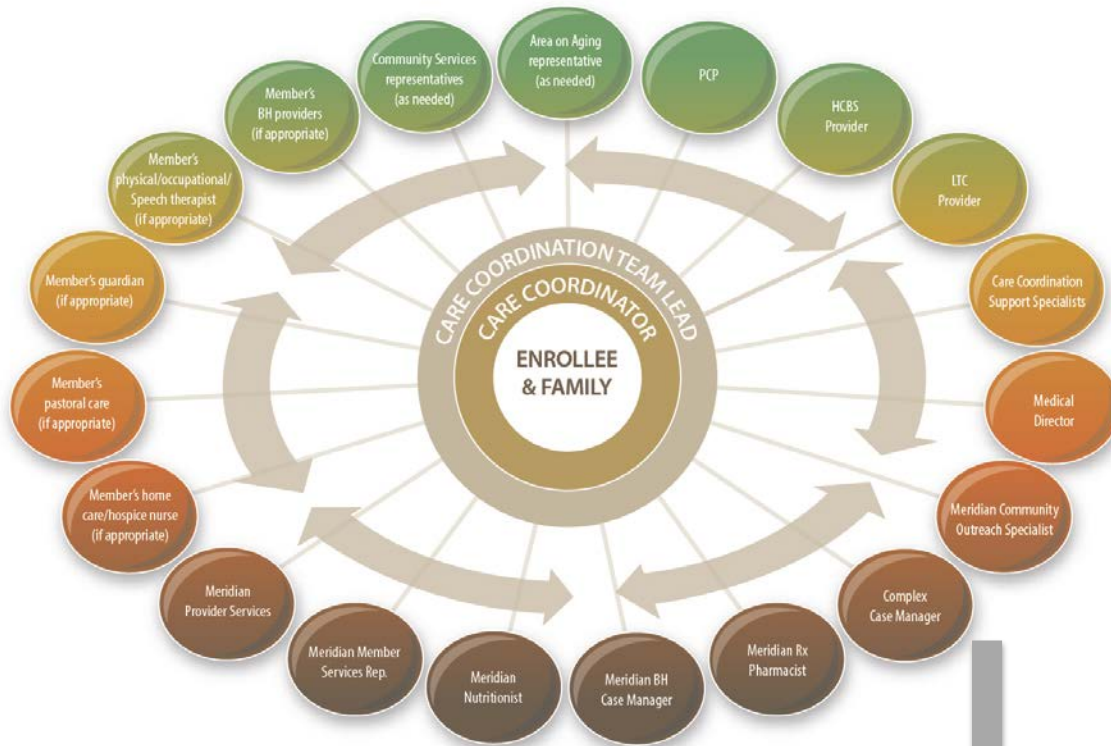 Area on Aging
representative
(as needed)
PCP
HCBS
Provider
LTC
Provider
Care Coordination
Support Specialists
Medical
Director
Meridian Community
Outreach Specialist
Complex
Case Manager
Meridian Rx
Pharmacist
Meridian BH
Case Manager
Meridian
Nutritionist
Meridian Member
Services Rep.
Meridian
Provider Services
Member's home
care/hospice nurse
(if appropriate)
Member's
pastoral care
(if appropriate)
Member's guardian
(if appropriate)
Member's
physical/occupational/
Speech therapist
(if appropriate)
Member's
BH providers
(if appropriate)
Community Services
representatives
(as needed)
CARE COORDINATION TEAM LEAD
CARE COORDINATOR
ENROLLEE
& FAMILY